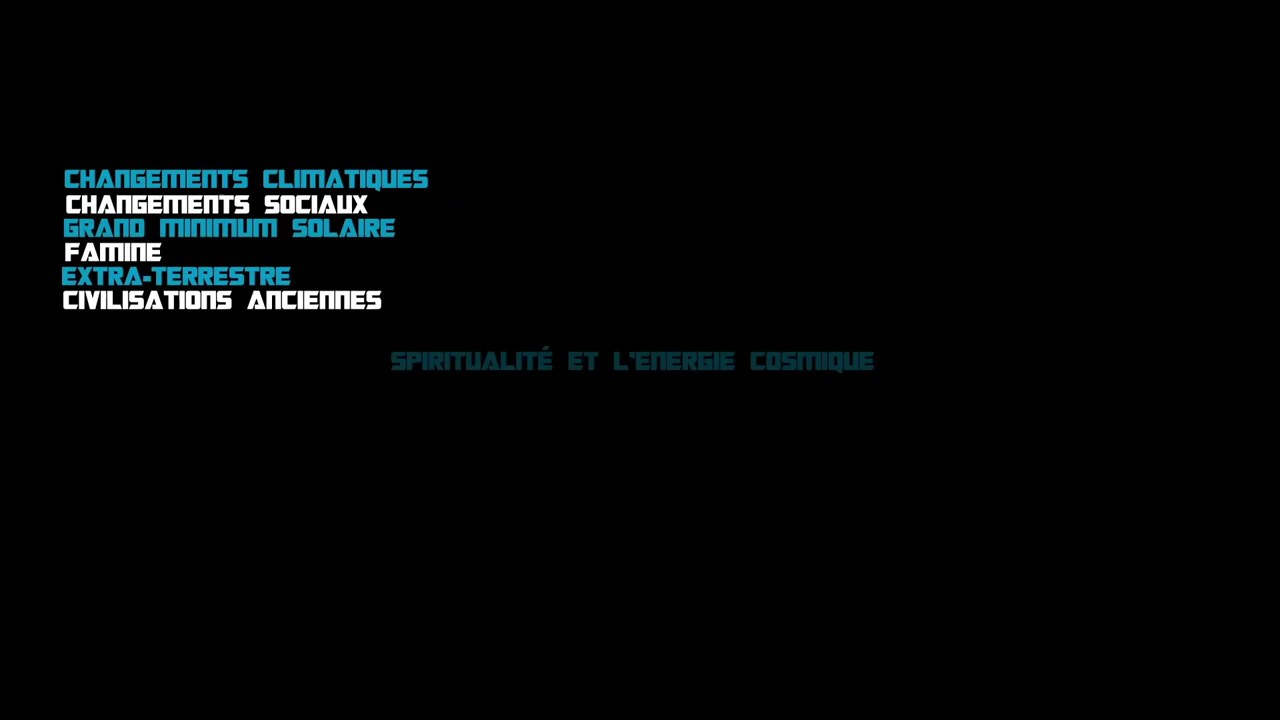 CHANGEMENTS CLIMATIQUES
CHANGEMENTS SOCIAUX
GRAND MINIMUM SOLAIRE
FAMINE
EXTRA-TERRESTRE
CIVILISATIONS ANCIENNES
SPIRITUALITÉ ET L'ENERGIE COSMIQUE